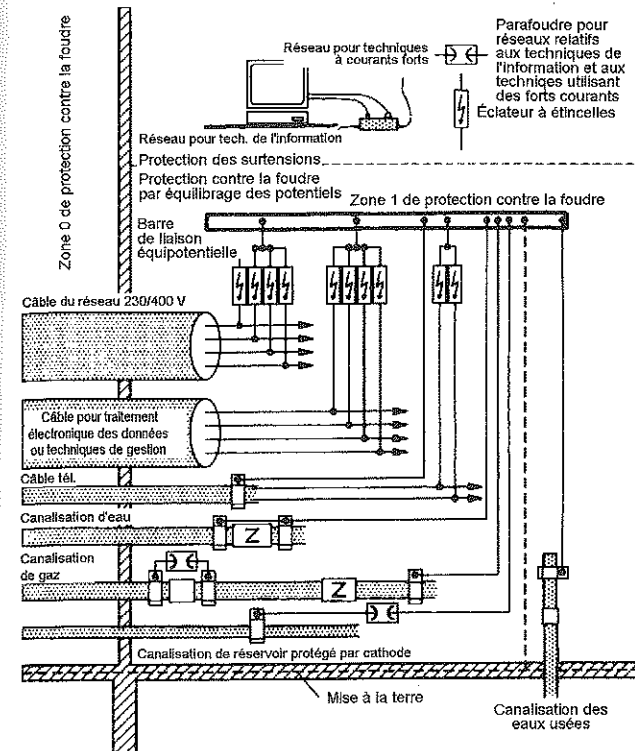 Zone 0 de protection contre la foudre
Réseau pour techniques
à courants forts
Parafoudre pour
réseaux relatifs
aux techniques de
l'information et aux
techniqes utilisant
des forts courants
Éclateur à étincelles
Réseau pour tech. de l'information
Protection des surtensions
Protection contre la foudre
par équilibrage des potentiels
Zone 1 de protection contre la foudre
Barre
de liaison
équipotentielle
Câble du réseau 230/400 V
Câble pour traitement
électronique des données
ou techniques de gestion
Câble tél.
Canalisation d'eau
Z
Canalisation
de gaz
Z
Canalisation de réservoir protégé par cathode
Mise à la terre
Canalisation des
eaux usées